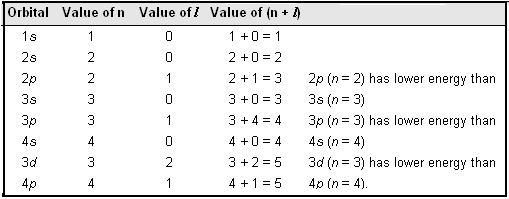 Orbital Value of n Value of l Value of (n + l)
1s 1 0 1 + 0 = 1
2s 2 0 2 + 0 = 2
2p 2 1 2 + 1 = 3 2p (n = 2) has lower energy than
3s 3 0 3 + 0 = 3 3s (n = 3)
3p 3 1 3 + 4 = 4 3p (n = 3) has lower energy than
4s 4 0 4 + 0 = 4 4s (n = 4)
3d 3 2 3 + 2 = 5 3d (n = 3) has lower energy than
4p 4 1 4 + 1 = 5 4p (n = 4).